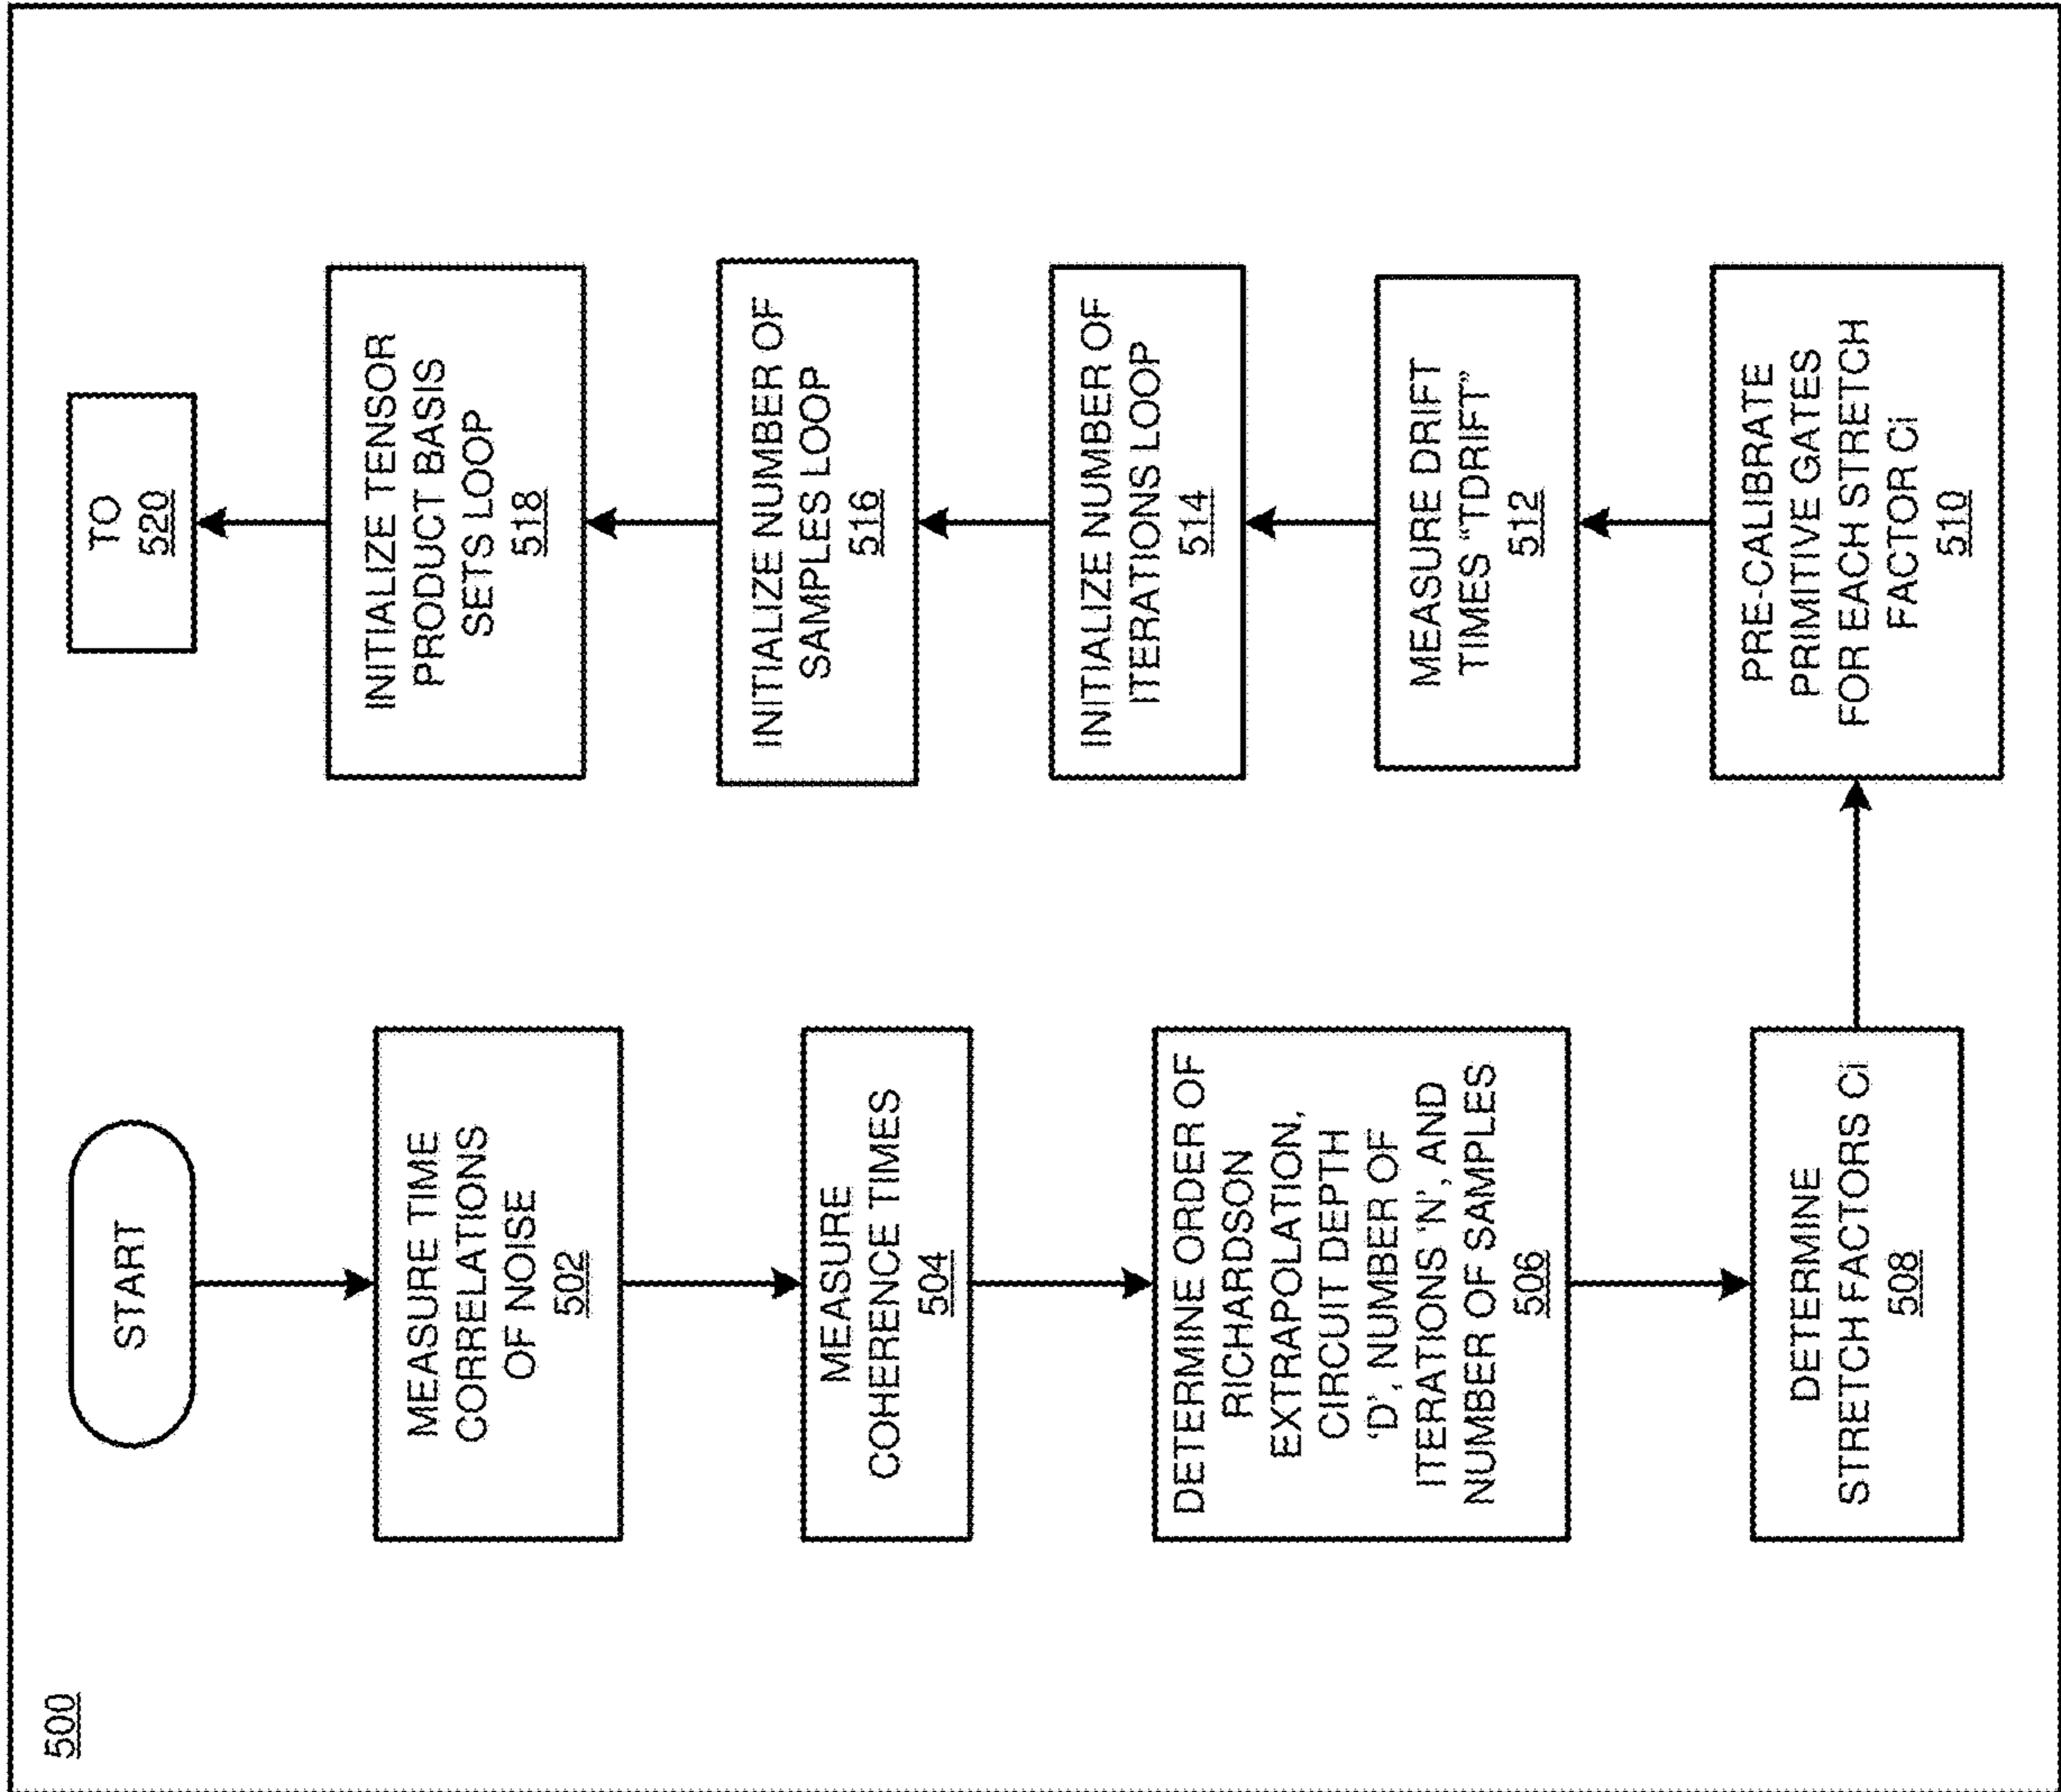 500
START
MEASURE TIME
CORRELATIONS
OF NOISE
502
MEASURE
COHERENCE TIMES
504
DETERMINE ORDER OF
RICHARDSON
EXTRAPOLATION,
CIRCUIT DEPTH
'D', NUMBER OF
ITERATIONS 'N', AND
NUMBER OF SAMPLES
506
DETERMINE
STRETCH FACTORS Ci
508
PRE-CALIBRATE
PRIMITIVE GATES
FOR EACH STRETCH
FACTOR Ci
510
MEASURE DRIFT
TIMES "TDRIFT"
512
INITIALIZE NUMBER OF
ITERATIONS LOOP
514
INITIALIZE NUMBER OF
SAMPLES LOOP
516
INITIALIZE TENSOR
PRODUCT BASIS
SETS LOOP
518
TO
520